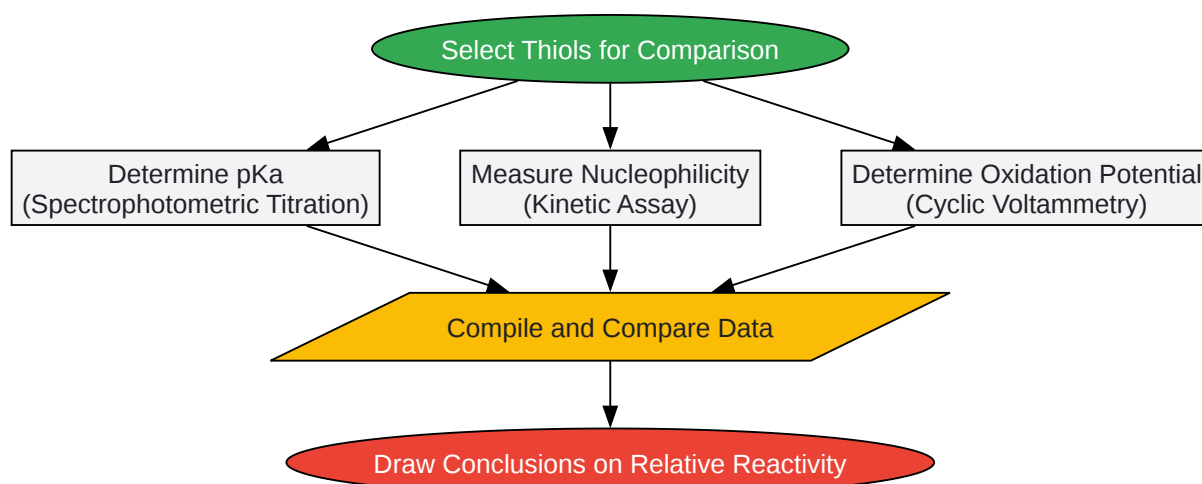 Select Thiols for Comparison
Determine pKa
(Spectrophotometric Titration)
Measure Nucleophilicity
(Kinetic Assay)
Determine Oxidation Potential
(Cyclic Voltammetry)
Compile and Compare Data
Draw Conclusions on Relative Reactivity